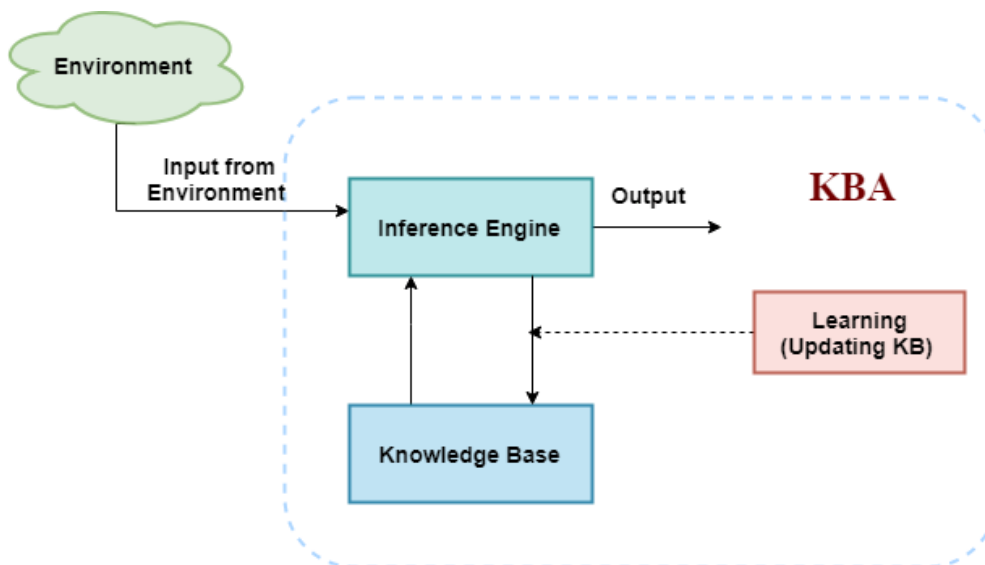 Environment
Input from
Environment
KBA
Output
Inference Engine
Learning
(Updating KB)
Knowledge Base